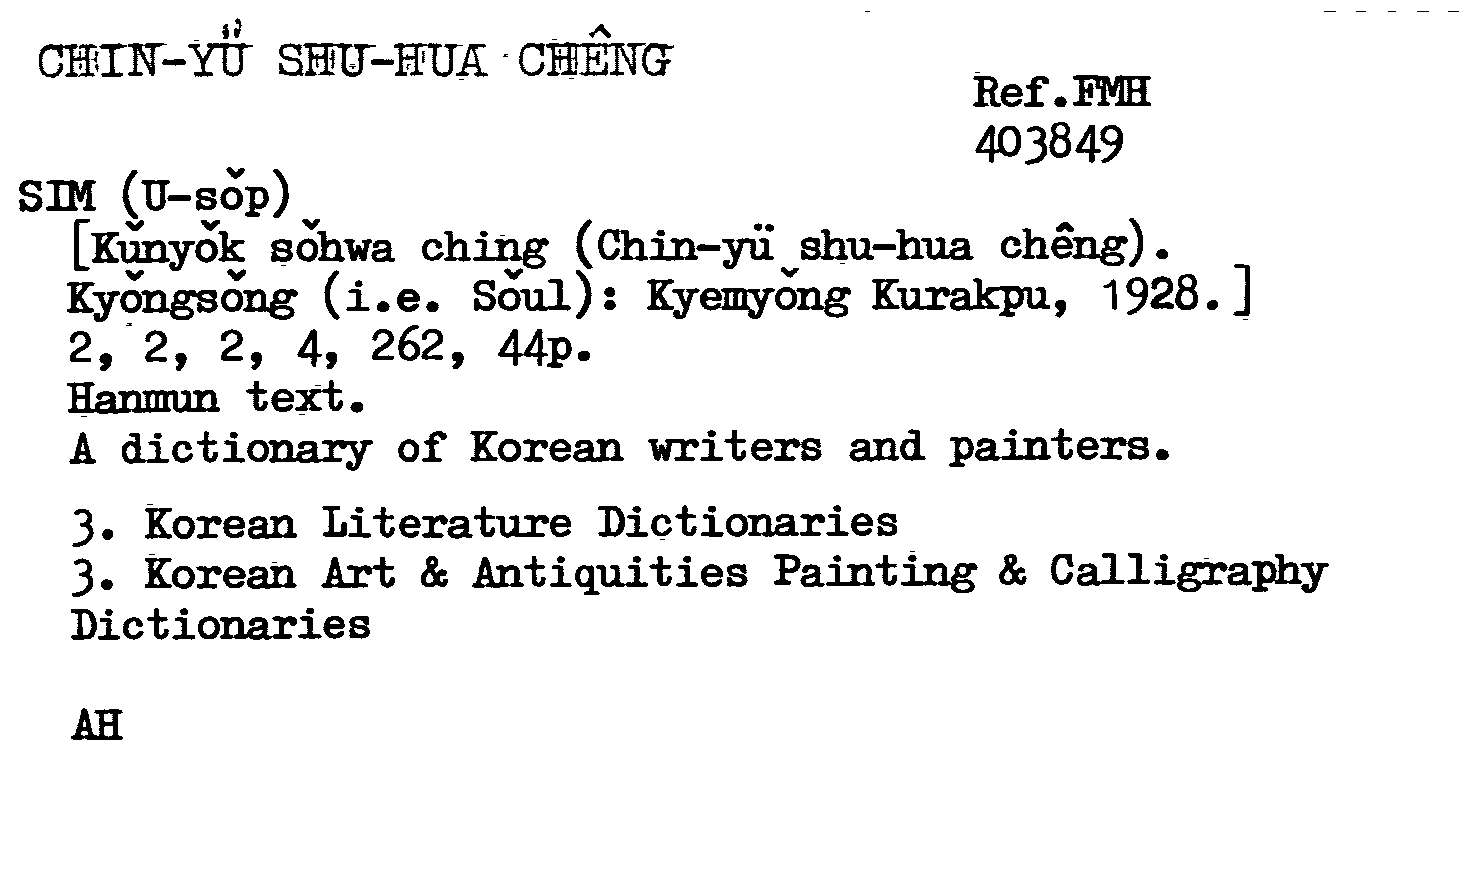 CHIN-YÜ SHU-HUA CHÊNG
Ref.FMH
403849
SIM (U-sŏp)
[Kŭnyŏk sŏhwa ching (Chin-yü shu-hua chêng).
Kyŏngsŏng (i.e. Sŏul): Kyemyŏng Kurakpu, 1928.]
2, 2, 2, 4, 262, 44p.
Hanmun text.
A dictionary of Korean writers and painters.
3. Korean Literature Dictionaries
3. Korean Art & Antiquities Painting & Calligraphy
Dictionaries
AH